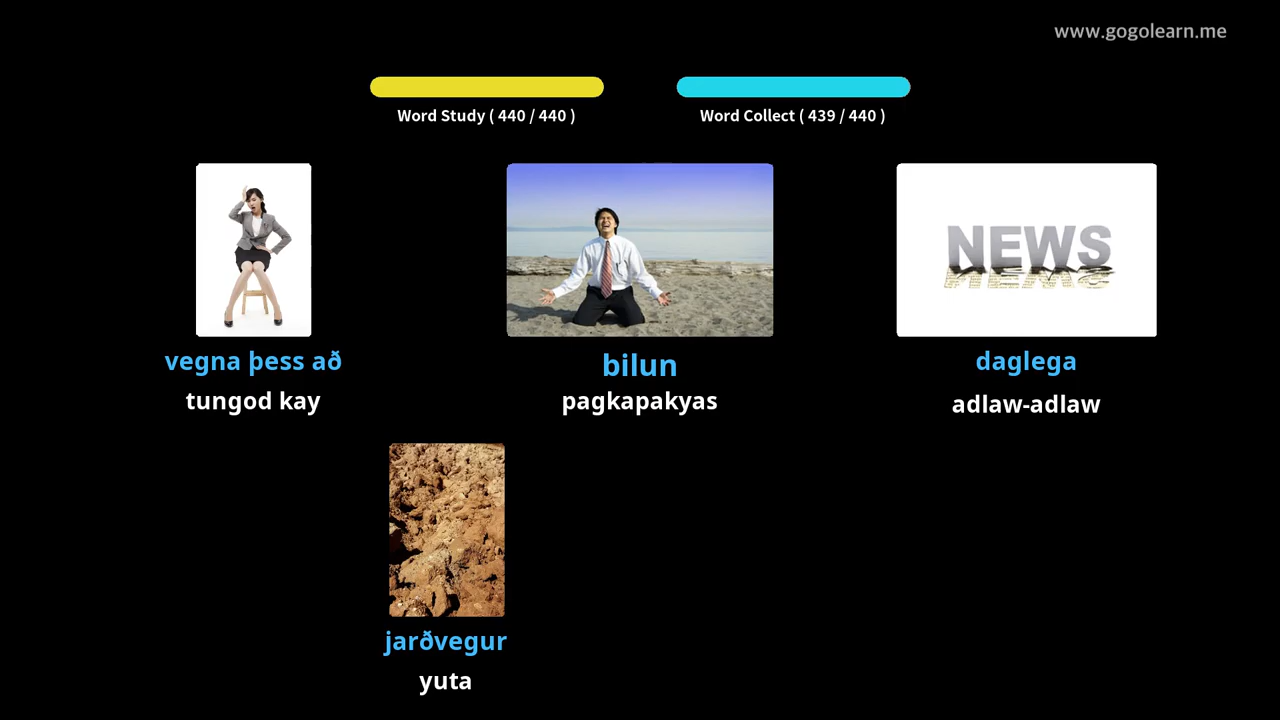 www.gogolearn.me
Word Study ( 440 / 440 )
Word Collect ( 439 / 440 )
NEWS
vegna þess að
tungod kay
bilun
pagkapakyas
daglega
adlaw-adlaw
jarðvegur
yuta